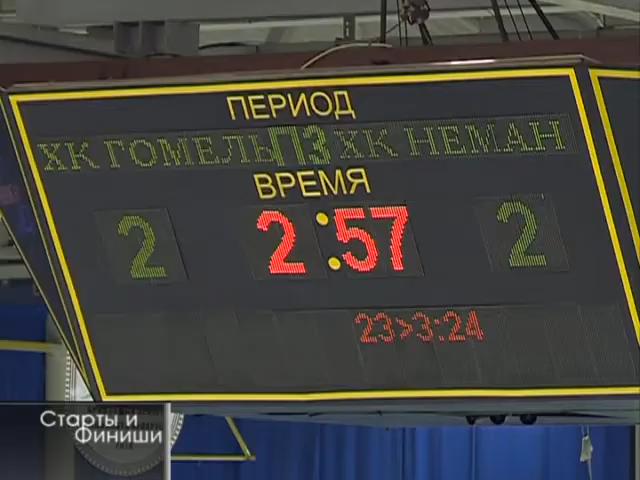 ПЕРИОД
ХК ГОМЕЛЬ П3 ХК НЕМАН
ВРЕМЯ
2 2:57 2
23>3:24
Старты и
Финиши